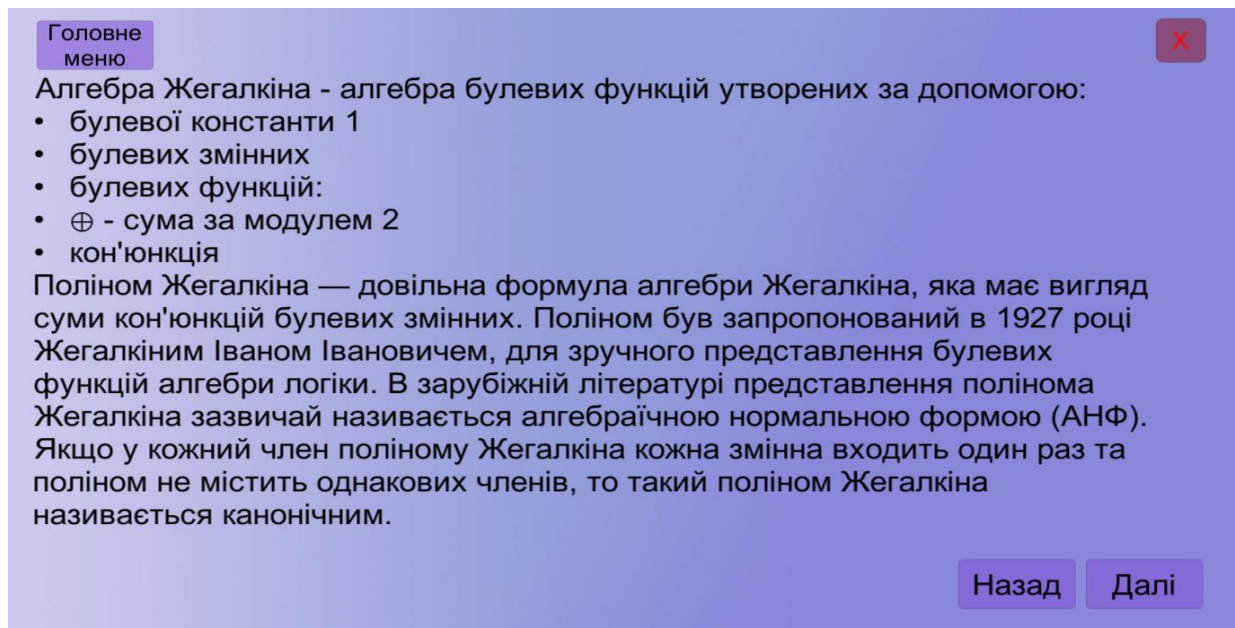 Головне
меню
X
Алгебра Жегалкіна - алгебра булевих функцій утворених за допомогою:
• булевої константи 1
• булевих змінних
• булевих функцій:
• ⊕ - сума за модулем 2
• кон'юнкція
Поліном Жегалкіна — довільна формула алгебри Жегалкіна, яка має вигляд
суми кон'юнкцій булевих змінних. Поліном був запропонований в 1927 році
Жегалкіним Іваном Івановичем, для зручного представлення булевих
функцій алгебри логіки. В зарубіжній літературі представлення полінома
Жегалкіна зазвичай називається алгебраїчною нормальною формою (АНФ).
Якщо у кожний член поліному Жегалкіна кожна змінна входить один раз та
поліном не містить однакових членів, то такий поліном Жегалкіна
називається канонічним.
Назад
Далі